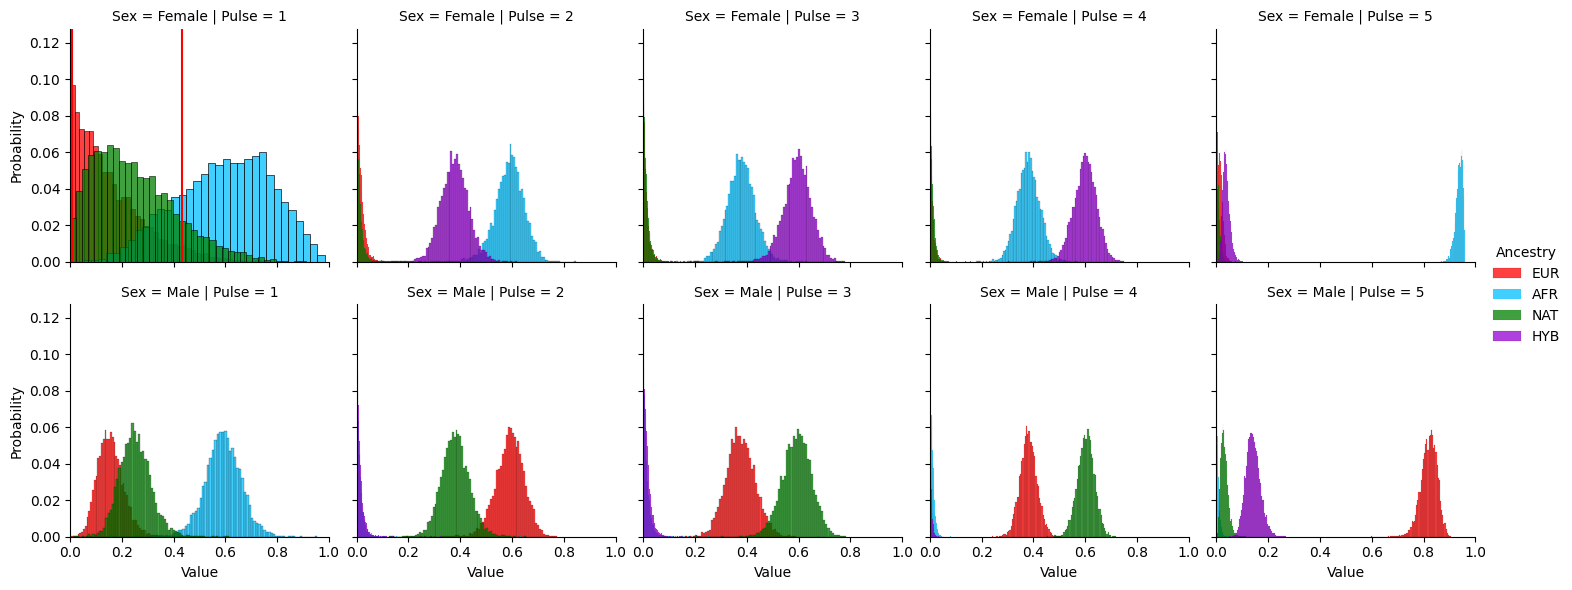 Sex = Female | Pulse = 1
Sex = Female | Pulse = 2
Sex = Female | Pulse = 3
Sex = Female | Pulse = 4
Sex = Female | Pulse = 5
0.12
0.10
0.08
0.06
0.04
0.02
0.00
Probability
Sex = Male | Pulse = 1
Sex = Male | Pulse = 2
Sex = Male | Pulse = 3
Sex = Male | Pulse = 4
Sex = Male | Pulse = 5
0.12
0.10
0.08
0.06
0.04
0.02
0.00
Probability
0.0 0.2 0.4 0.6 0.8 1.0
0.0 0.2 0.4 0.6 0.8 1.0
0.0 0.2 0.4 0.6 0.8 1.0
0.0 0.2 0.4 0.6 0.8 1.0
0.0 0.2 0.4 0.6 0.8 1.0
Value
Value
Value
Value
Value
Ancestry
EUR
AFR
NAT
HYB